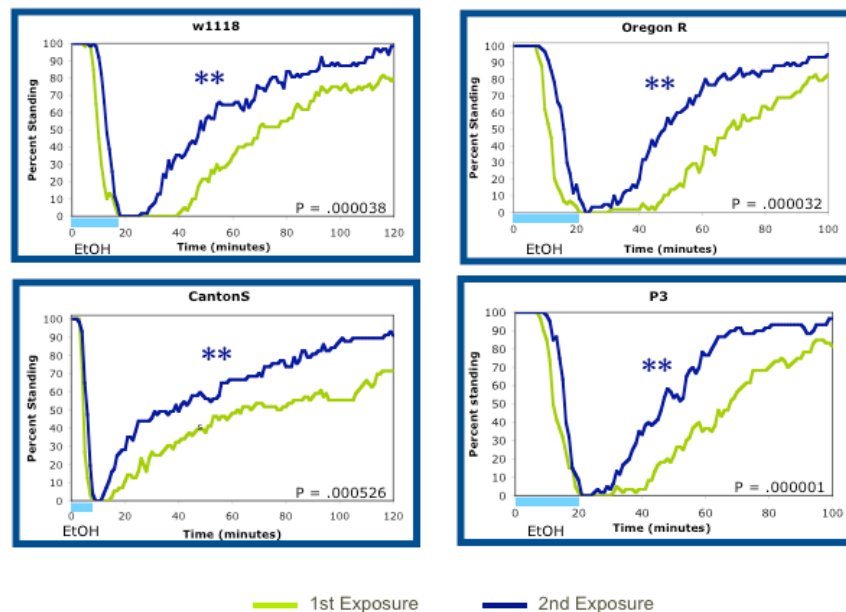 w1118
Percent Standing
100
90
80
70
60
50
40
30
20
10
0
**
P = .000038
0 20 40 60 80 100 120
EtOH
Time (minutes)
Oregon R
Percent Standing
100
90
80
70
60
50
40
30
20
10
0
**
P = .000032
0 20 40 60 80 100
EtOH
Time (minutes)
CantonS
Percent Standing
100
90
80
70
60
50
40
30
20
10
0
**
P = .000526
0 20 40 60 80 100 120
EtOH
Time (minutes)
P3
Percent standing
100
90
80
70
60
50
40
30
20
10
0
**
P = .000001
0 20 40 60 80 100
EtOH
Time (minutes)
1st Exposure 2nd Exposure